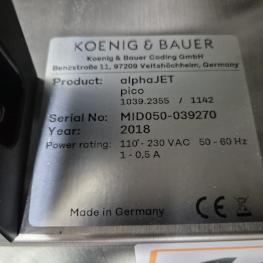 KOENIG & BAUER
Koenig & Bauer Coding GmbH
Benzstraße 11, 97209 Veitshöchheim, Germany
Product: alphaJET
pico
1039.2355 / 1142
Serial No: MID050-039270
Year: 2018
Power rating: 110 - 230 VAC 50 - 60 Hz
1 - 0,5 A
Made in Germany CE